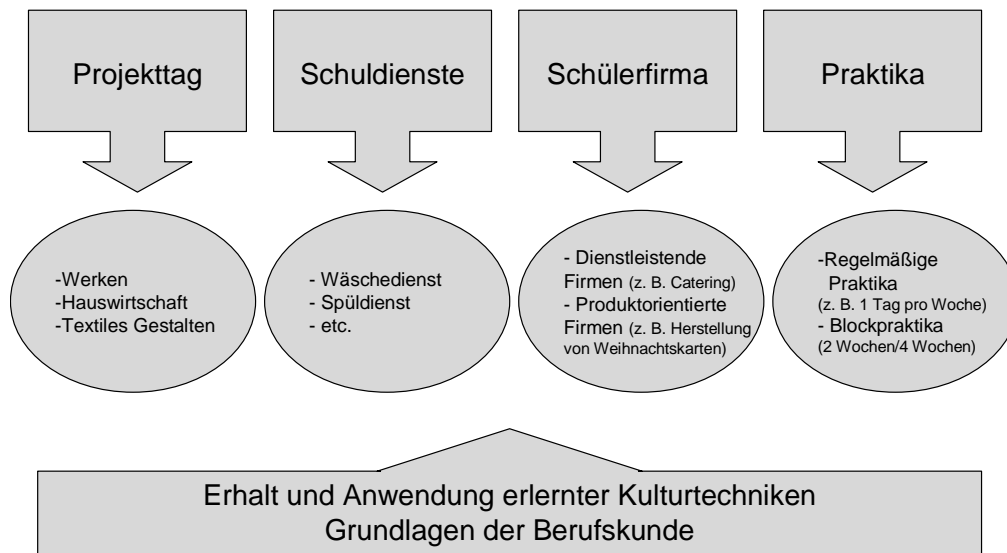 Projekttag
Schuldienste
Schülerfirma
Praktika
-Werken
-Hauswirtschaft
-Textiles Gestalten
- Wäschedienst
- Spüldienst
- etc.
- Dienstleistende
Firmen (z. B. Catering)
- Produktorientierte
Firmen (z. B. Herstellung
von Weihnachtskarten)
-Regelmäßige
Praktika
(z. B. 1 Tag pro Woche)
- Blockpraktika
(2 Wochen/4 Wochen)
Erhalt und Anwendung erlernter Kulturtechniken
Grundlagen der Berufskunde